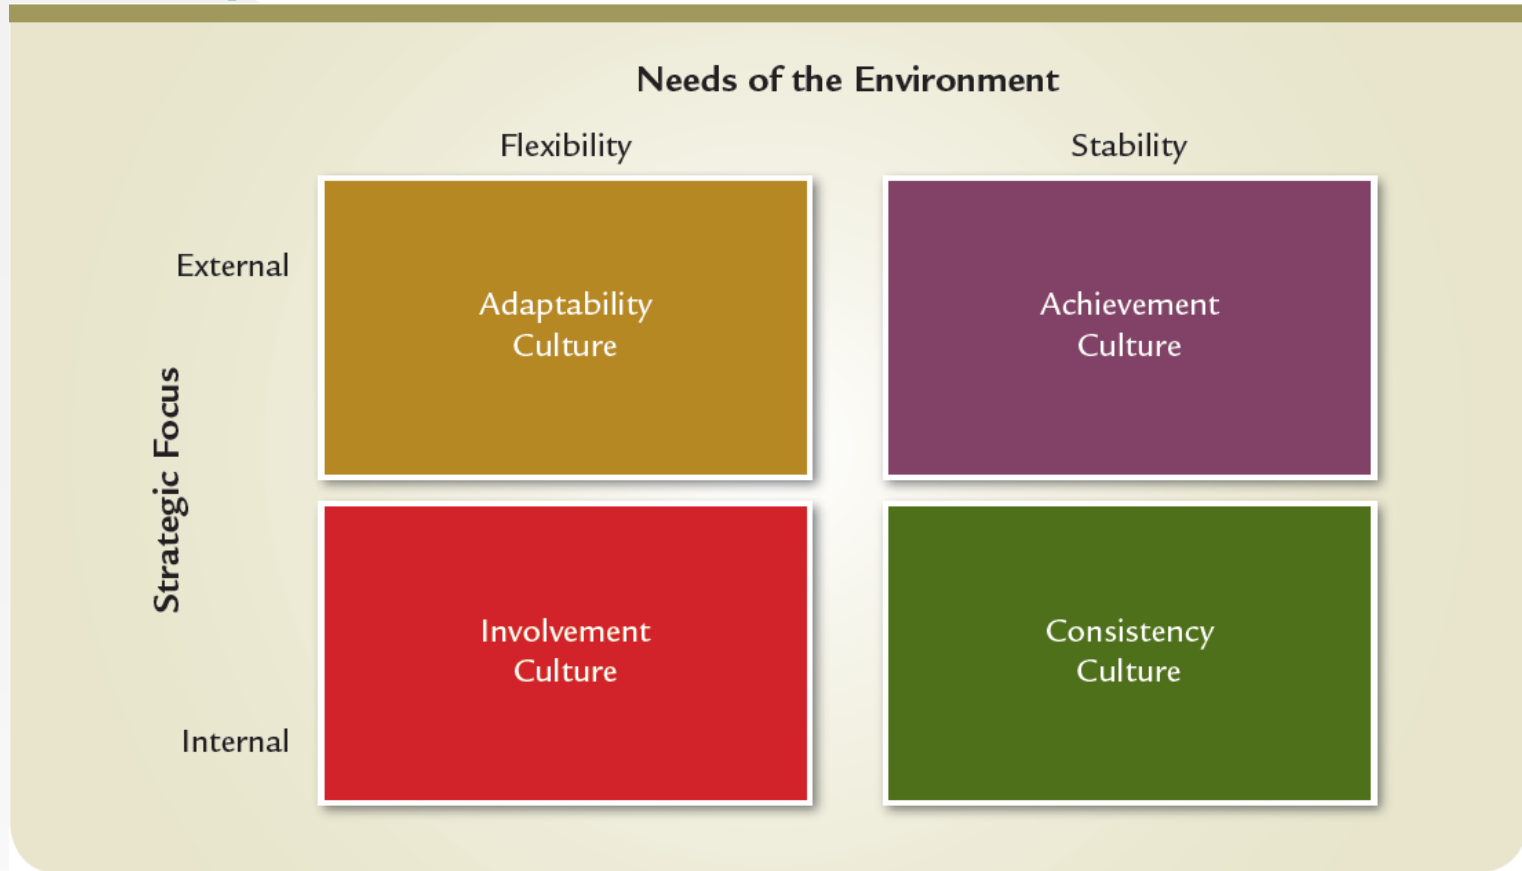 Needs of the Environment
Flexibility
Stability
External
Adaptability
Culture
Achievement
Culture
Strategic Focus
Involvement
Culture
Consistency
Culture
Internal